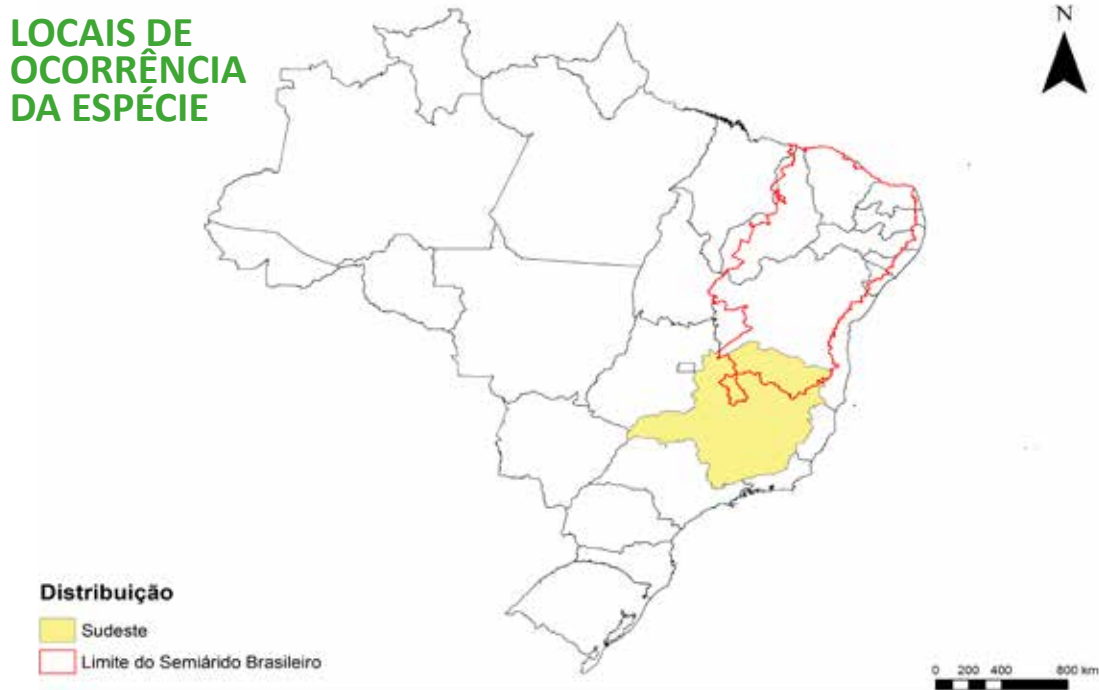 LOCAIS DE
OCORRÊNCIA
DA ESPÉCIE
N
Distribuição
Sudeste
Limite do Semiárido Brasileiro
0 200 400 800 km